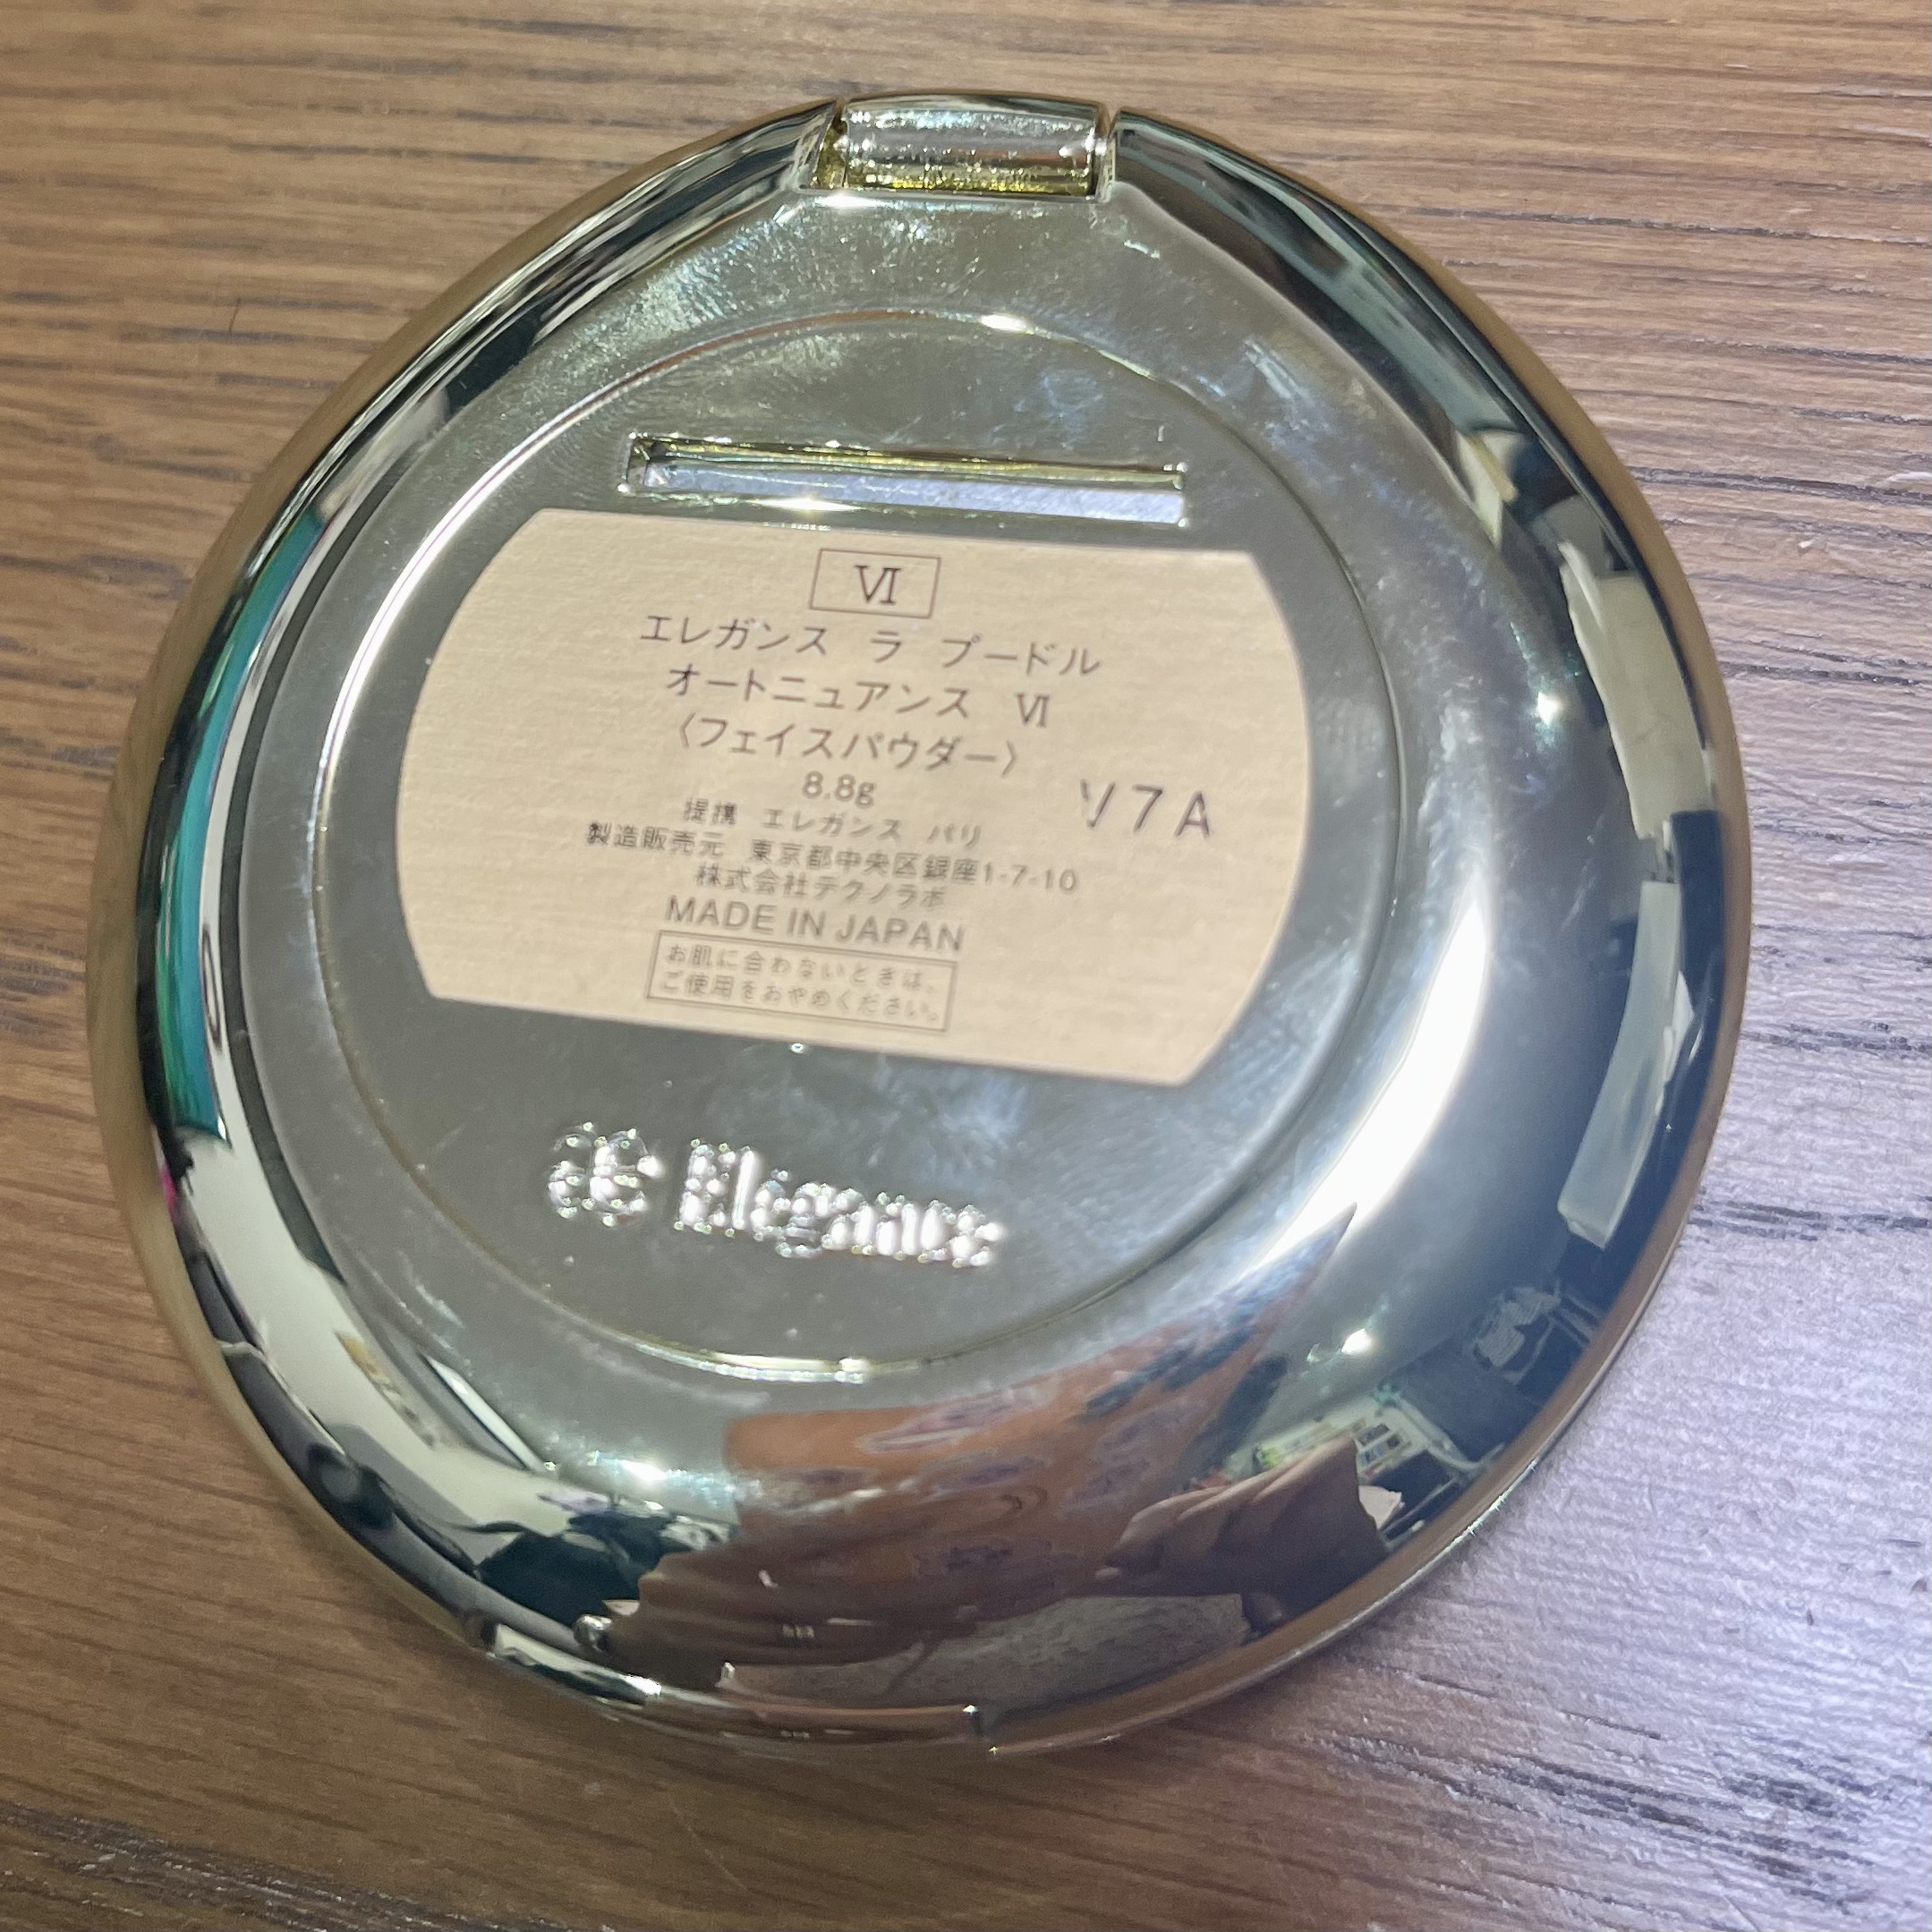 VI
エレガンス ラ プードル
オートニュアンス VI
〈フェイスパウダー〉
8.8g
V7A
提携 エレガンス パリ
製造販売元 東京都中央区銀座1-7-10
株式会社テクノラボ
MADE IN JAPAN
お肌に合わないときは、
ご使用をおやめください。
Elégance